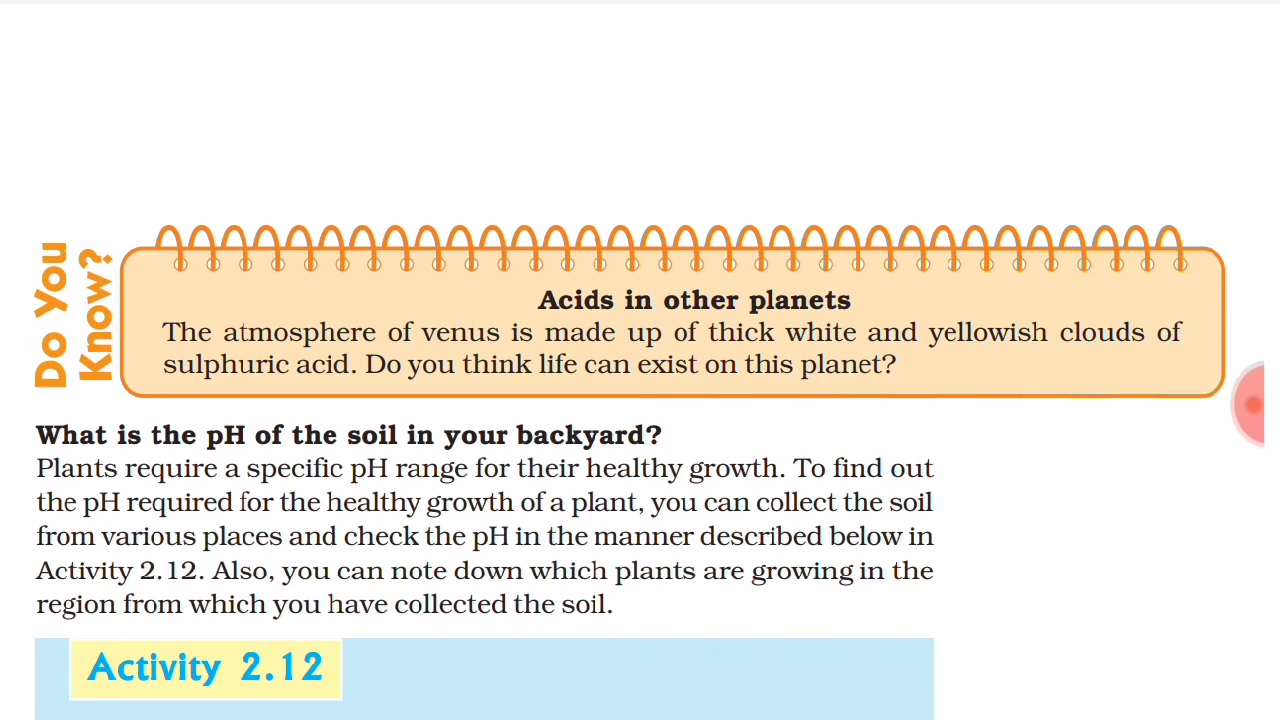 Do You
Know?
Acids in other planets
The atmosphere of venus is made up of thick white and yellowish clouds of
sulphuric acid. Do you think life can exist on this planet?
What is the pH of the soil in your backyard?
Plants require a specific pH range for their healthy growth. To find out
the pH required for the healthy growth of a plant, you can collect the soil
from various places and check the pH in the manner described below in
Activity 2.12. Also, you can note down which plants are growing in the
region from which you have collected the soil.
Activity 2.12